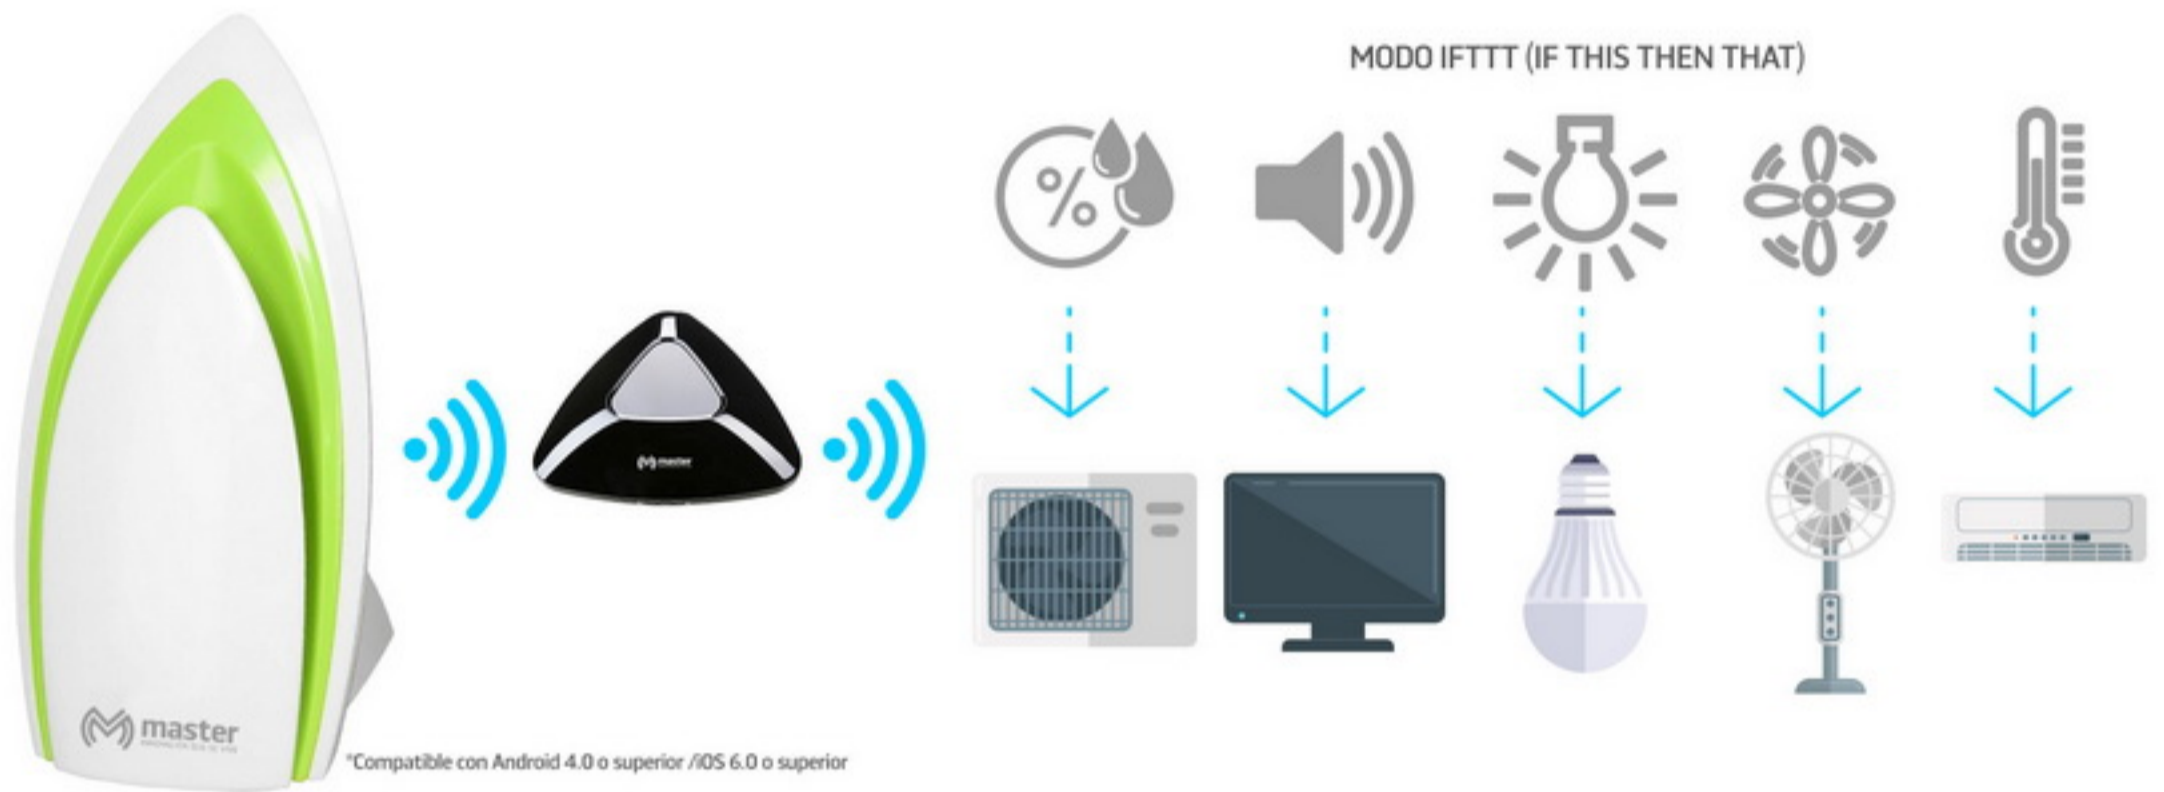 MODO IFTTT (IF THIS THEN THAT)
%
master
master
*Compatible con Android 4.0 o superior /iOS 6.0 o superior